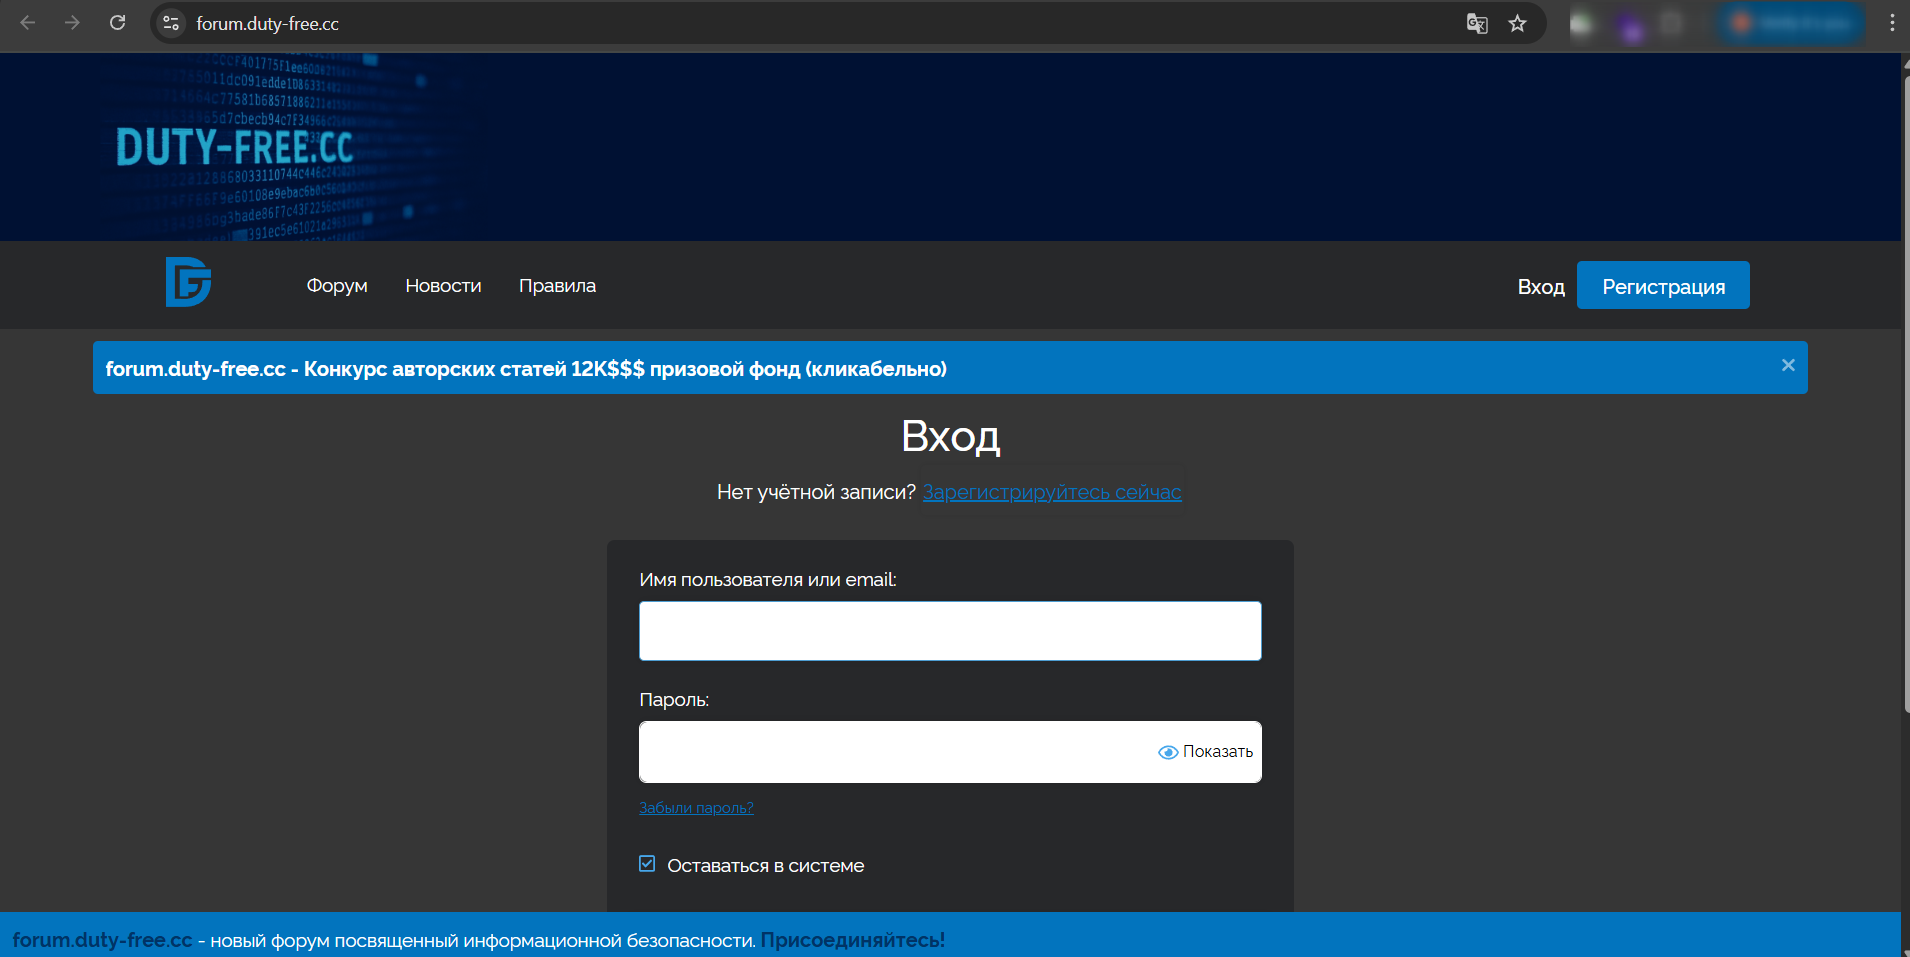 forum.duty-free.cc
DUTY-FREE.CC
Форум Новости Правила
Вход Регистрация
forum.duty-free.cc - Конкурс авторских статей 12K$$$ призовой фонд (кликабельно)
Вход
Нет учётной записи? Зарегистрируйтесь сейчас
Имя пользователя или email:
Пароль:
Показать
Забыли пароль?
Оставаться в системе
forum.duty-free.cc - новый форум посвященный информационной безопасности. Присоединяйтесь!